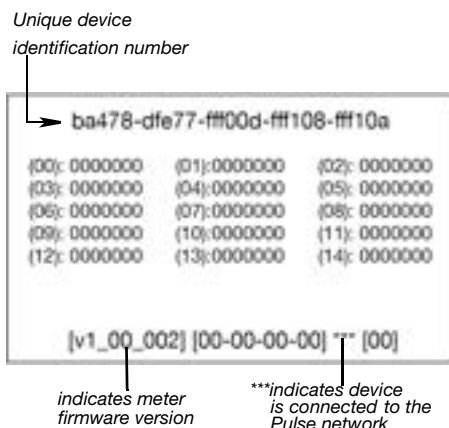 Unique device
identification number
ba478-dfe77-fff00d-fff108-fff10a
(00): 0000000 (01):0000000 (02): 0000000
(03): 0000000 (04):0000000 (05): 0000000
(06): 0000000 (07):0000000 (08): 0000000
(09): 0000000 (10):0000000 (11): 0000000
(12): 0000000 (13):0000000 (14): 0000000
[v1_00_002] [00-00-00-00] *** [00]
indicates meter
firmware version
***indicates device
is connected to the
Pulse network